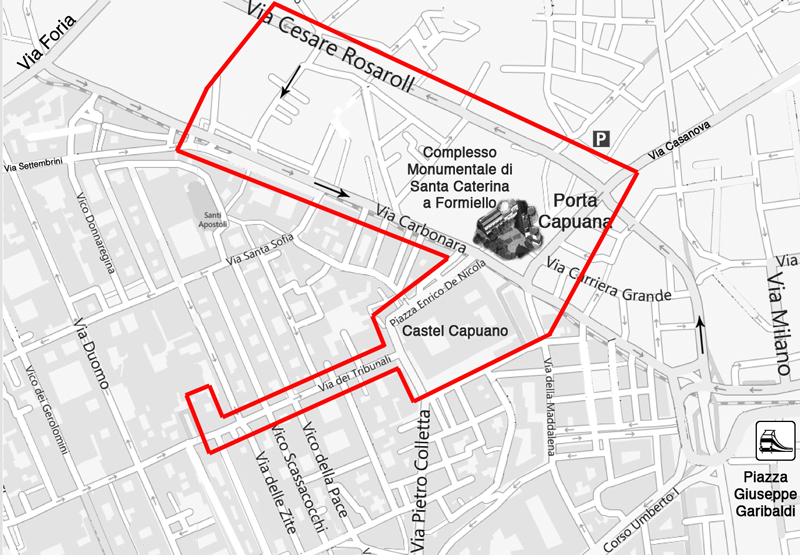 Via Foria
Via Cesare Rosaroll
P
Via Casanova
Via Settembrini
Complesso
Monumentale di
Santa Caterina
a Formiello
Porta
Capuana
Vico Donnaregina
Santi
Apostoli
Via Carbonara
Via Santa Sofia
Piazza Enrico De Nicola
Via Carriera Grande
Via
Via Milano
Castel Capuano
Via Duomo
Vico dei Gerolomini
Via dei Tribunali
Via della Maddalena
Via Pietro Colletta
Vico della Pace
Vico Scassacocchi
Via delle Zite
Corso Umberto I
Piazza
Giuseppe
Garibaldi